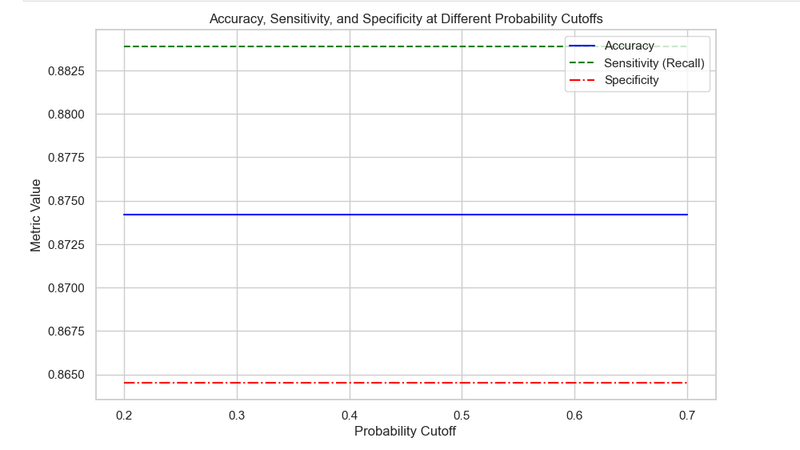 Accuracy, Sensitivity, and Specificity at Different Probability Cutoffs
Accuracy
Sensitivity (Recall)
Specificity
Metric Value
0.8825
0.8800
0.8775
0.8750
0.8725
0.8700
0.8675
0.8650
0.2 0.3 0.4 0.5 0.6 0.7
Probability Cutoff